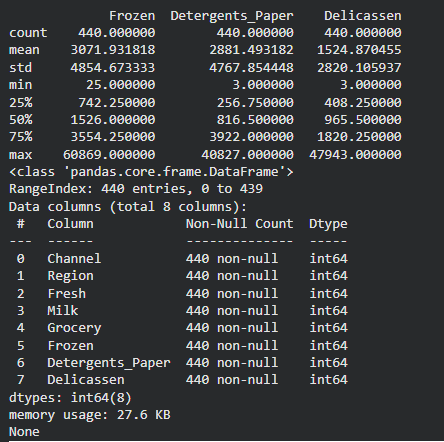 Frozen  Detergents_Paper    Delicassen
count    440.000000        440.000000    440.000000
mean    3071.931818       2881.493182   1524.870455
std     4854.673333       4767.854448   2820.105937
min       25.000000          3.000000      3.000000
25%      742.250000        256.750000    408.250000
50%     1526.000000        816.500000    965.500000
75%     3554.250000       3922.000000   1820.250000
max    60869.000000      40827.000000  47943.000000
<class 'pandas.core.frame.DataFrame'>
RangeIndex: 440 entries, 0 to 439
Data columns (total 8 columns):
 #   Column            Non-Null Count  Dtype
---  ------            --------------  -----
 0   Channel           440 non-null    int64
 1   Region            440 non-null    int64
 2   Fresh             440 non-null    int64
 3   Milk              440 non-null    int64
 4   Grocery           440 non-null    int64
 5   Frozen            440 non-null    int64
 6   Detergents_Paper  440 non-null    int64
 7   Delicassen        440 non-null    int64
dtypes: int64(8)
memory usage: 27.6 KB
None